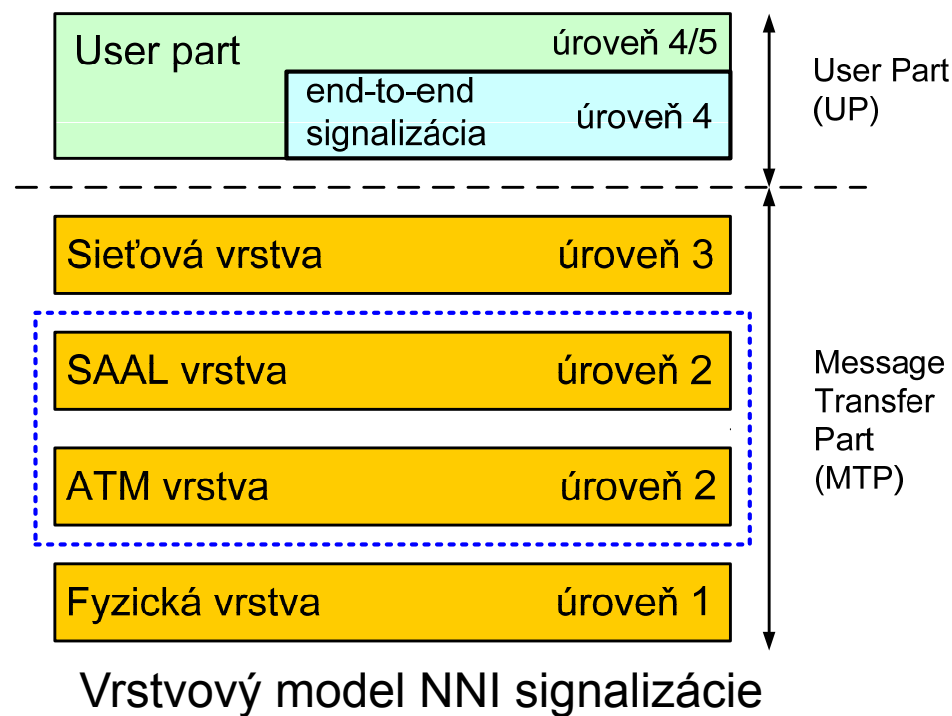 User part
úroveň 4/5
end-to-end
signalizácia
úroveň 4
User Part
(UP)
Sieťová vrstva
úroveň 3
SAAL vrstva
úroveň 2
ATM vrstva
úroveň 2
Message
Transfer
Part
(MTP)
Fyzická vrstva
úroveň 1
Vrstvový model NNI signalizácie